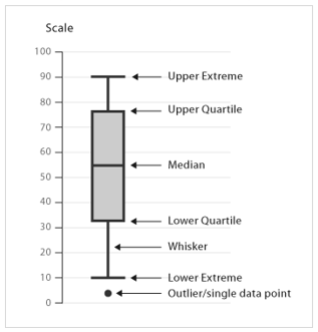 Scale
100
90
Upper Extreme
80
Upper Quartile
70
60
Median
50
40
Lower Quartile
30
20
Whisker
10
Lower Extreme
0
Outlier/single data point